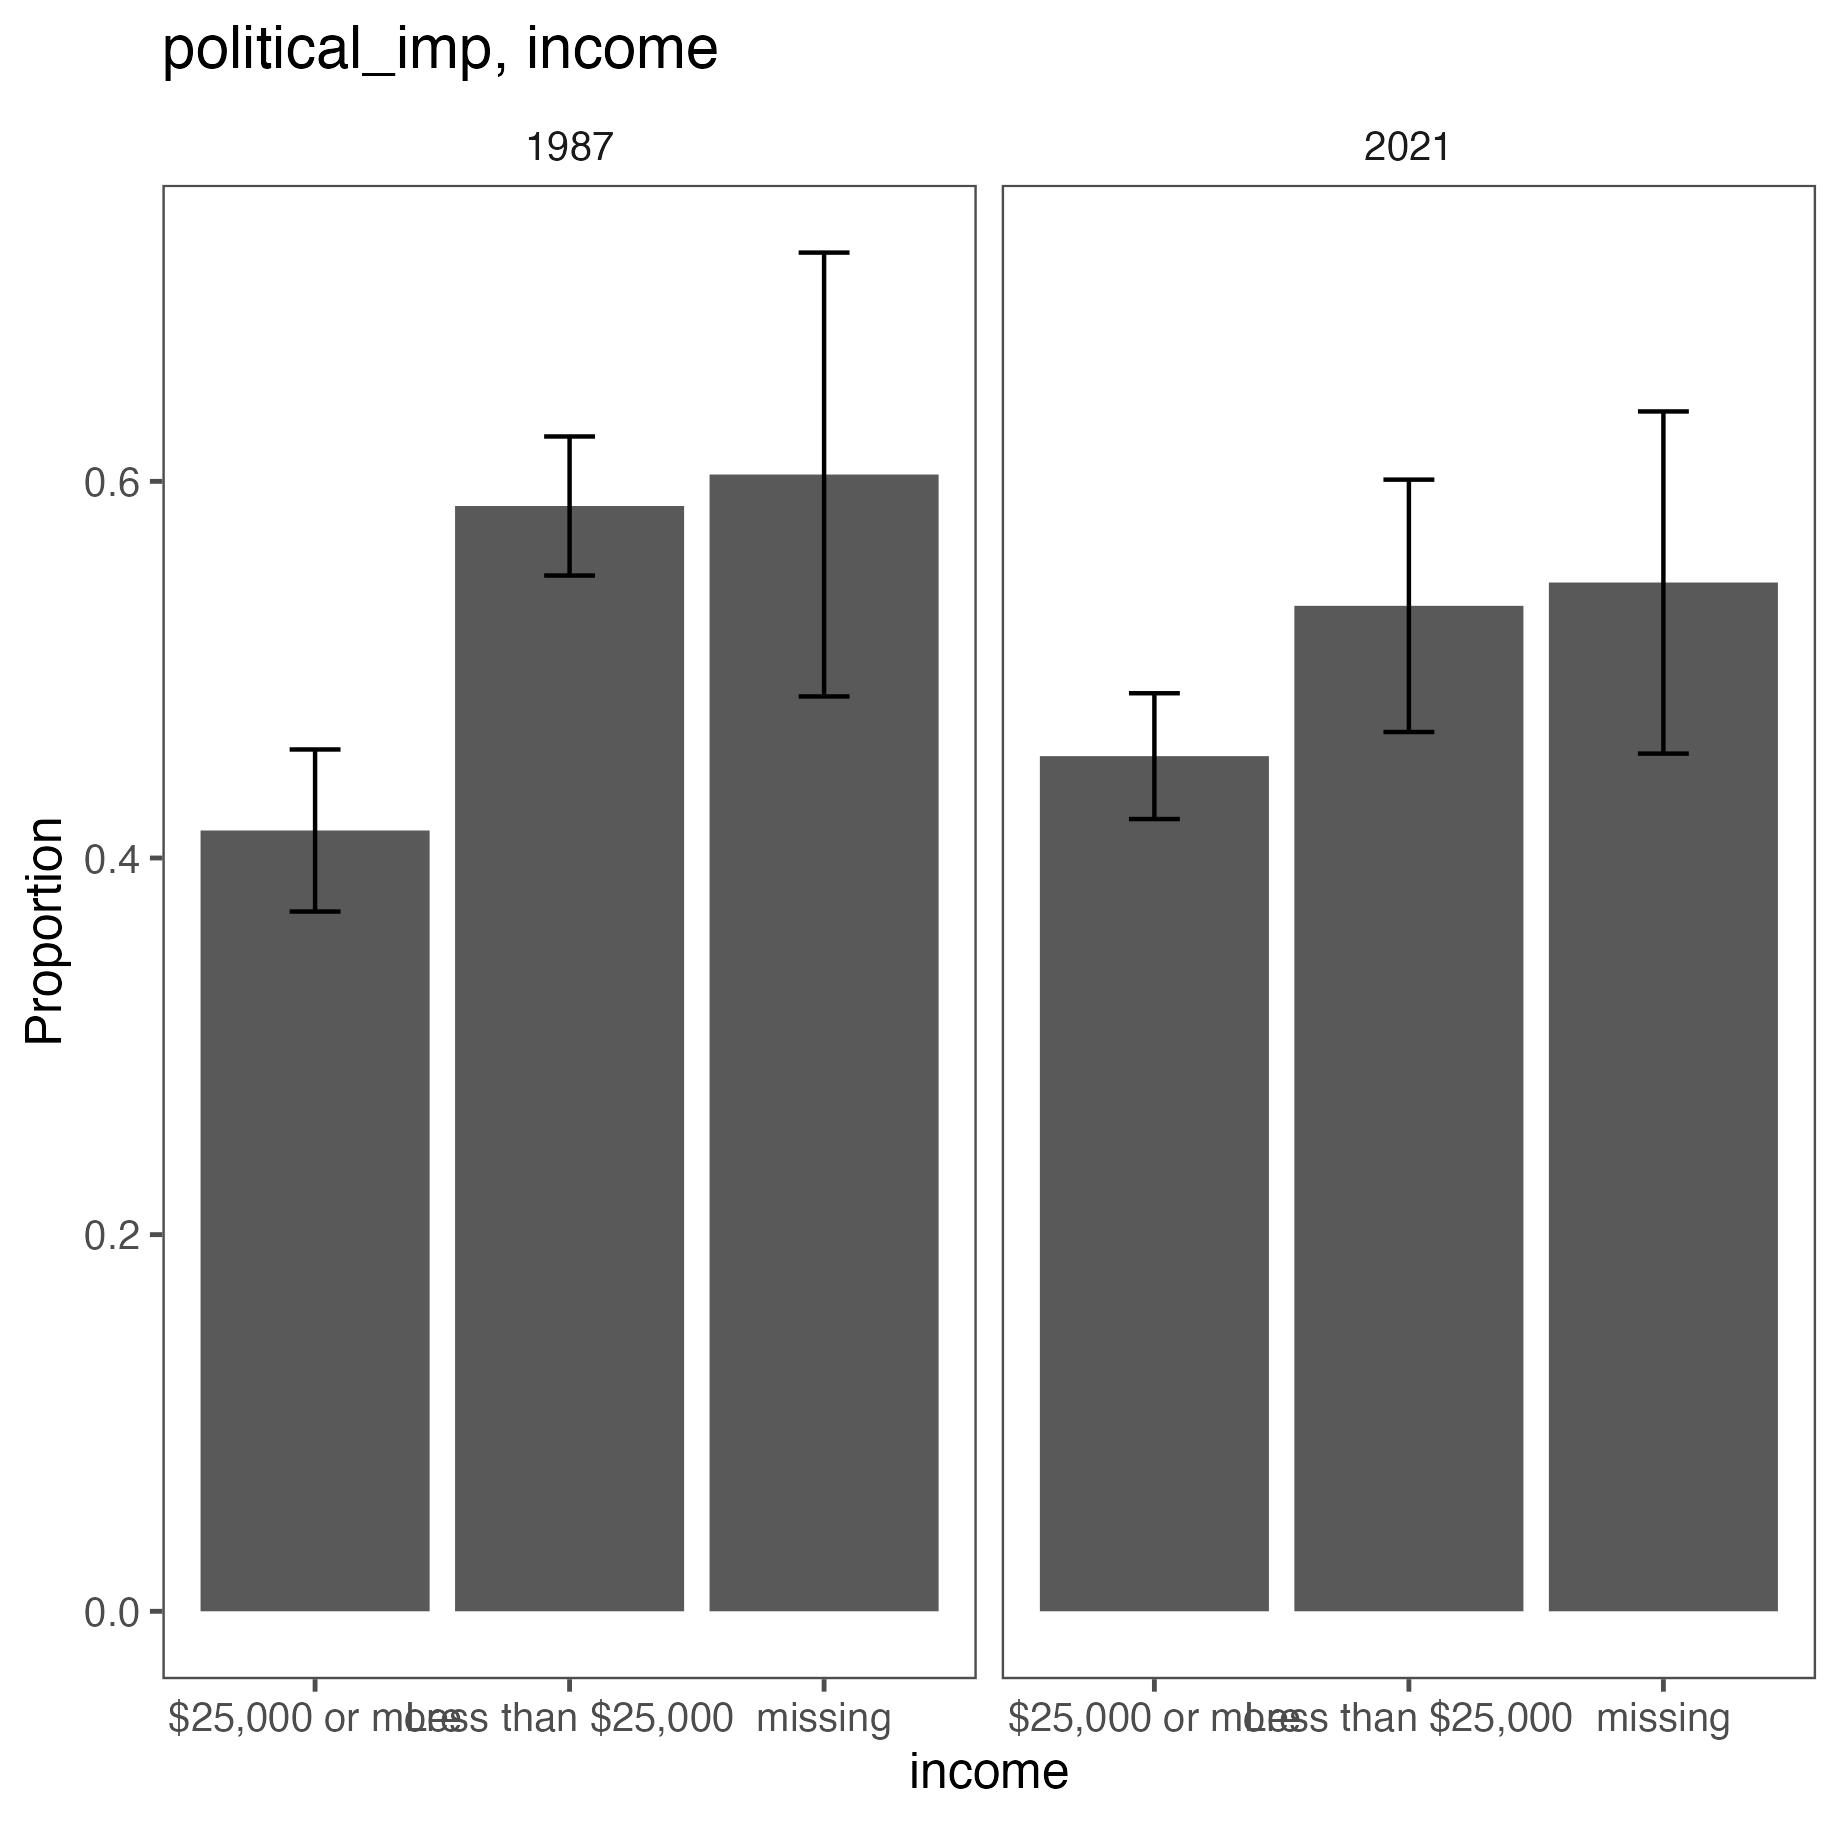 political_imp, income
1987 2021
Proportion
0.6
0.4
0.2
0.0
$25,000 or more Less than $25,000 missing $25,000 or more Less than $25,000 missing
income